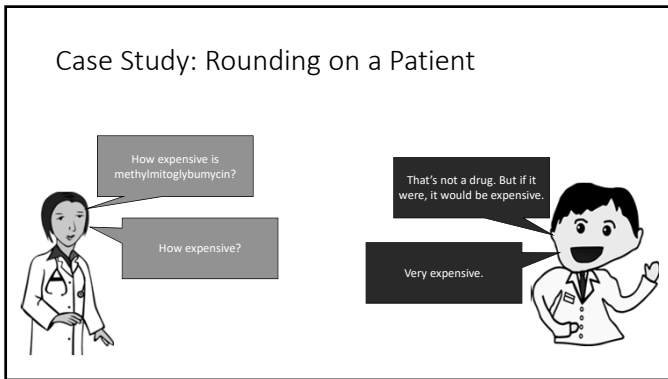 Case Study: Rounding on a Patient
How expensive is
methylmitoglybumycin?
That's not a drug. But if it
were, it would be expensive.
How expensive?
Very expensive.